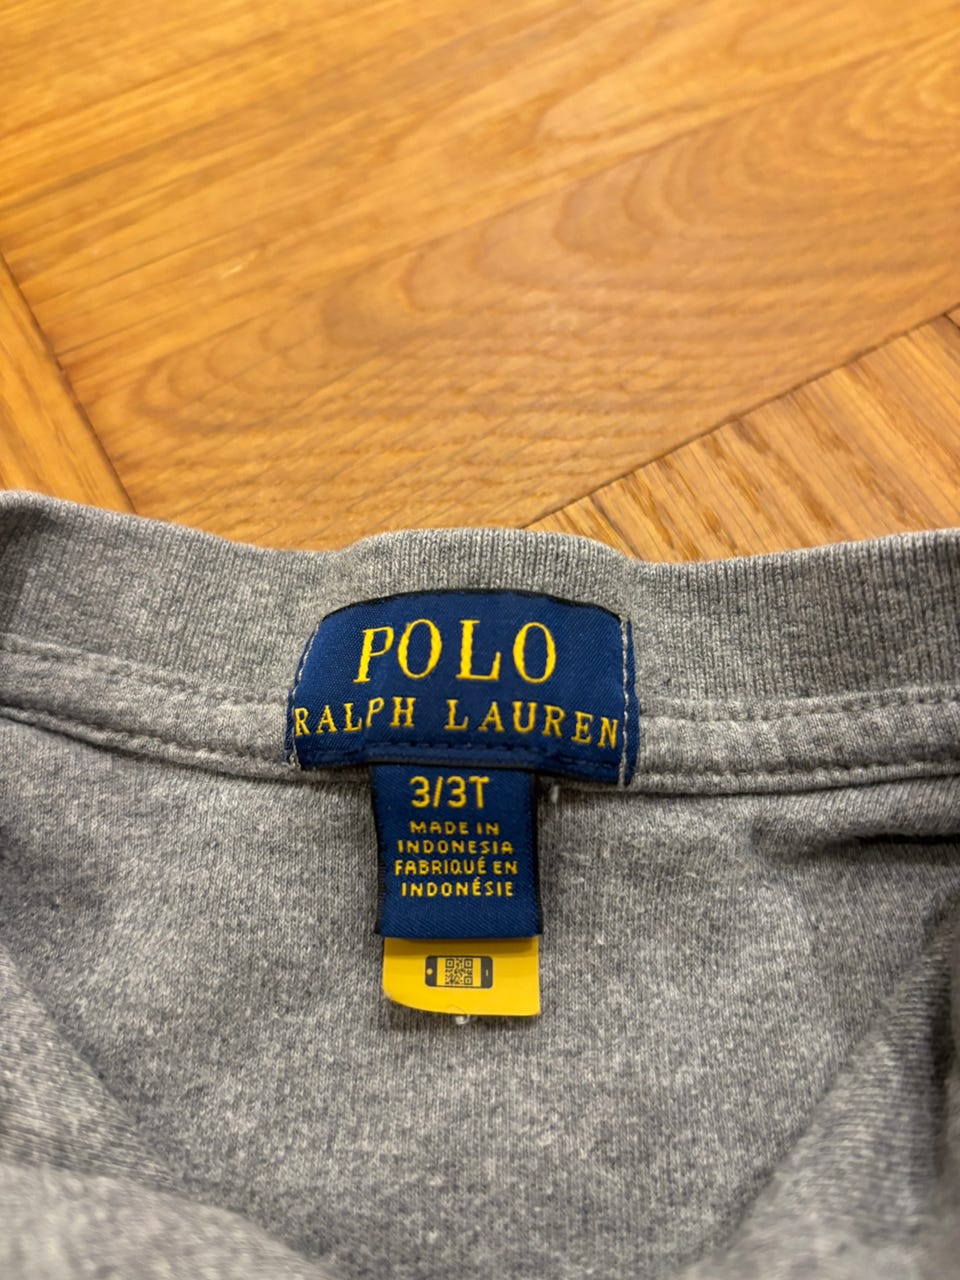 POLO
RALPH LAUREN
3/3T
MADE IN
INDONESIA
FABRIQUÉ EN
INDONÉSIE